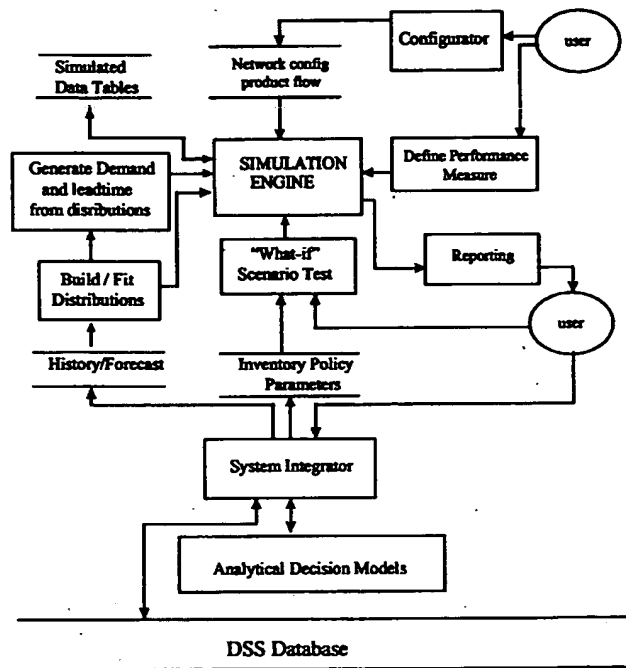 Configurator
user
Simulated
Data Tables
Network config
product flow
Generate Demand
and leadtime
from disributions
SIMULATION
ENGINE
Define Performance
Measure
"What-if"
Scenario Test
Reporting
Build / Fit
Distributions
user
History/Forecast
Inventory Policy
Parameters
System Integrator
Analytical Decision Models
DSS Database